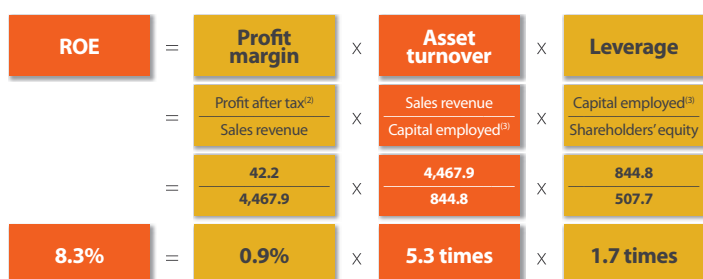 ROE = Profit margin x Asset turnover x Leverage
= Profit after tax(2) / Sales revenue x Sales revenue / Capital employed(3) x Capital employed(3) / Shareholders' equity
= 42.2 / 4,467.9 x 4,467.9 / 844.8 x 844.8 / 507.7
8.3% = 0.9% x 5.3 times x 1.7 times